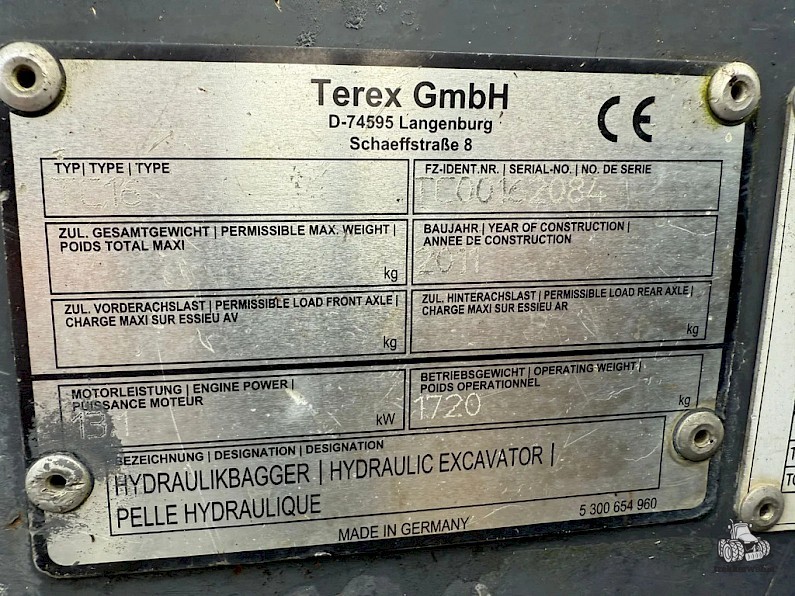 Terex GmbH
D-74595 Langenburg
Schaeffstraße 8
CE
TYP | TYPE | TYPE
TC16
FZ-IDENT.NR. | SERIAL-NO. | NO. DE SERIE
TC00162084
ZUL. GESAMTGEWICHT | PERMISSIBLE MAX. WEIGHT |
POIDS TOTAL MAXI
kg
BAUJAHR | YEAR OF CONSTRUCTION |
ANNEE DE CONSTRUCTION
2011
ZUL. VORDERACHSLAST | PERMISSIBLE LOAD FRONT AXLE |
CHARGE MAXI SUR ESSIEU AV
kg
ZUL. HINTERACHSLAST | PERMISSIBLE LOAD REAR AXLE |
CHARGE MAXI SUR ESSIEU AR
kg
MOTORLEISTUNG | ENGINE POWER |
PUISSANCE MOTEUR
kW
BETRIEBSGEWICHT | OPERATING WEIGHT |
POIDS OPERATIONNEL
1720 kg
BEZEICHNUNG | DESIGNATION | DESIGNATION
HYDRAULIKBAGGER | HYDRAULIC EXCAVATOR |
PELLE HYDRAULIQUE
5 300 654 960
MADE IN GERMANY